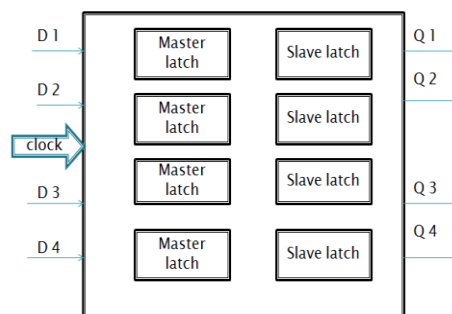 D 1
Master
latch
Slave latch
Q 1
D 2
Master
latch
Slave latch
Q 2
clock
D 3
Master
latch
Slave latch
Q 3
D 4
Master
latch
Slave latch
Q 4